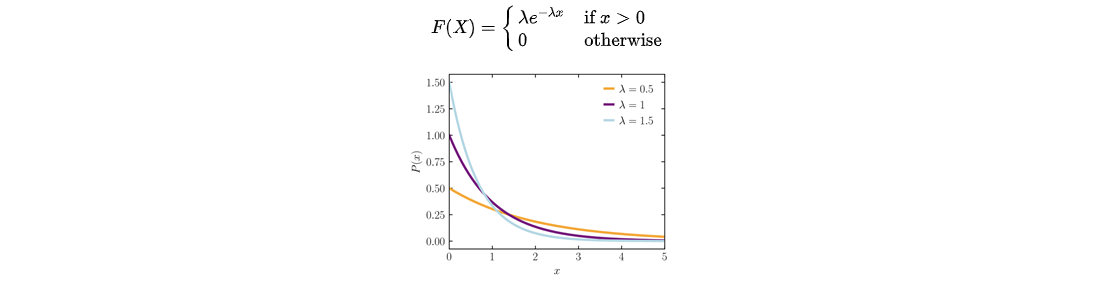 F(X) = { λe^{−λx} if x > 0
0 otherwise
1.50
1.25
1.00
0.75
0.50
0.25
0.00
P(x)
λ = 0.5
λ = 1
λ = 1.5
0 1 2 3 4 5
x